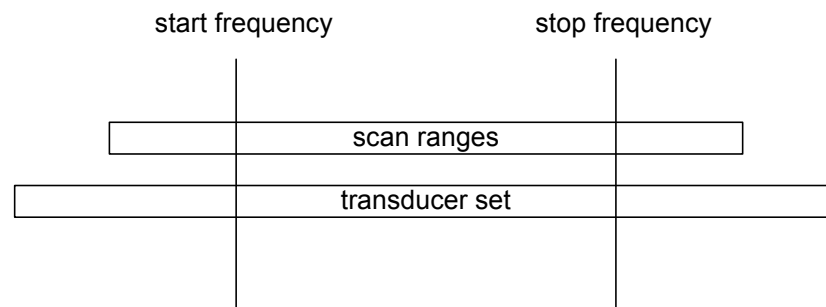 start frequency
stop frequency
scan ranges
transducer set